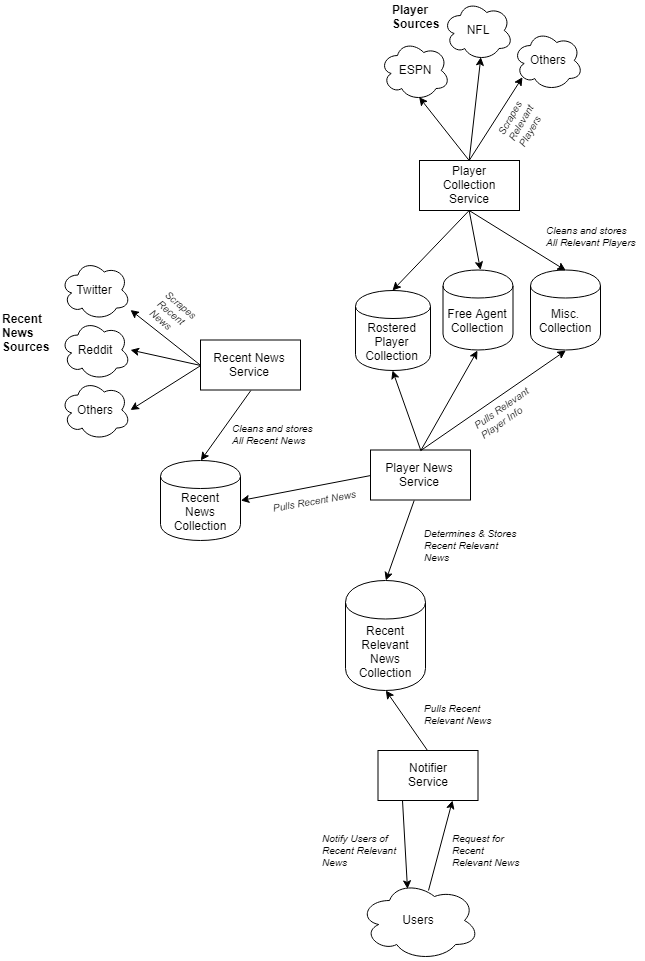 Player
Sources
NFL
ESPN
Others
Scrapes
Relevant
Players
Player
Collection
Service
Cleans and stores
All Relevant Players
Rostered
Player
Collection
Free Agent
Collection
Misc.
Collection
Recent
News
Sources
Twitter
Reddit
Others
Scrapes
Recent
News
Recent News
Service
Cleans and stores
All Recent News
Recent
News
Collection
Pulls Relevant
Player Info
Player News
Service
Pulls Recent News
Determines & Stores
Recent Relevant
News
Recent
Relevant
News
Collection
Pulls Recent
Relevant News
Notifier
Service
Notify Users of
Recent Relevant
News
Request for
Recent
Relevant News
Users